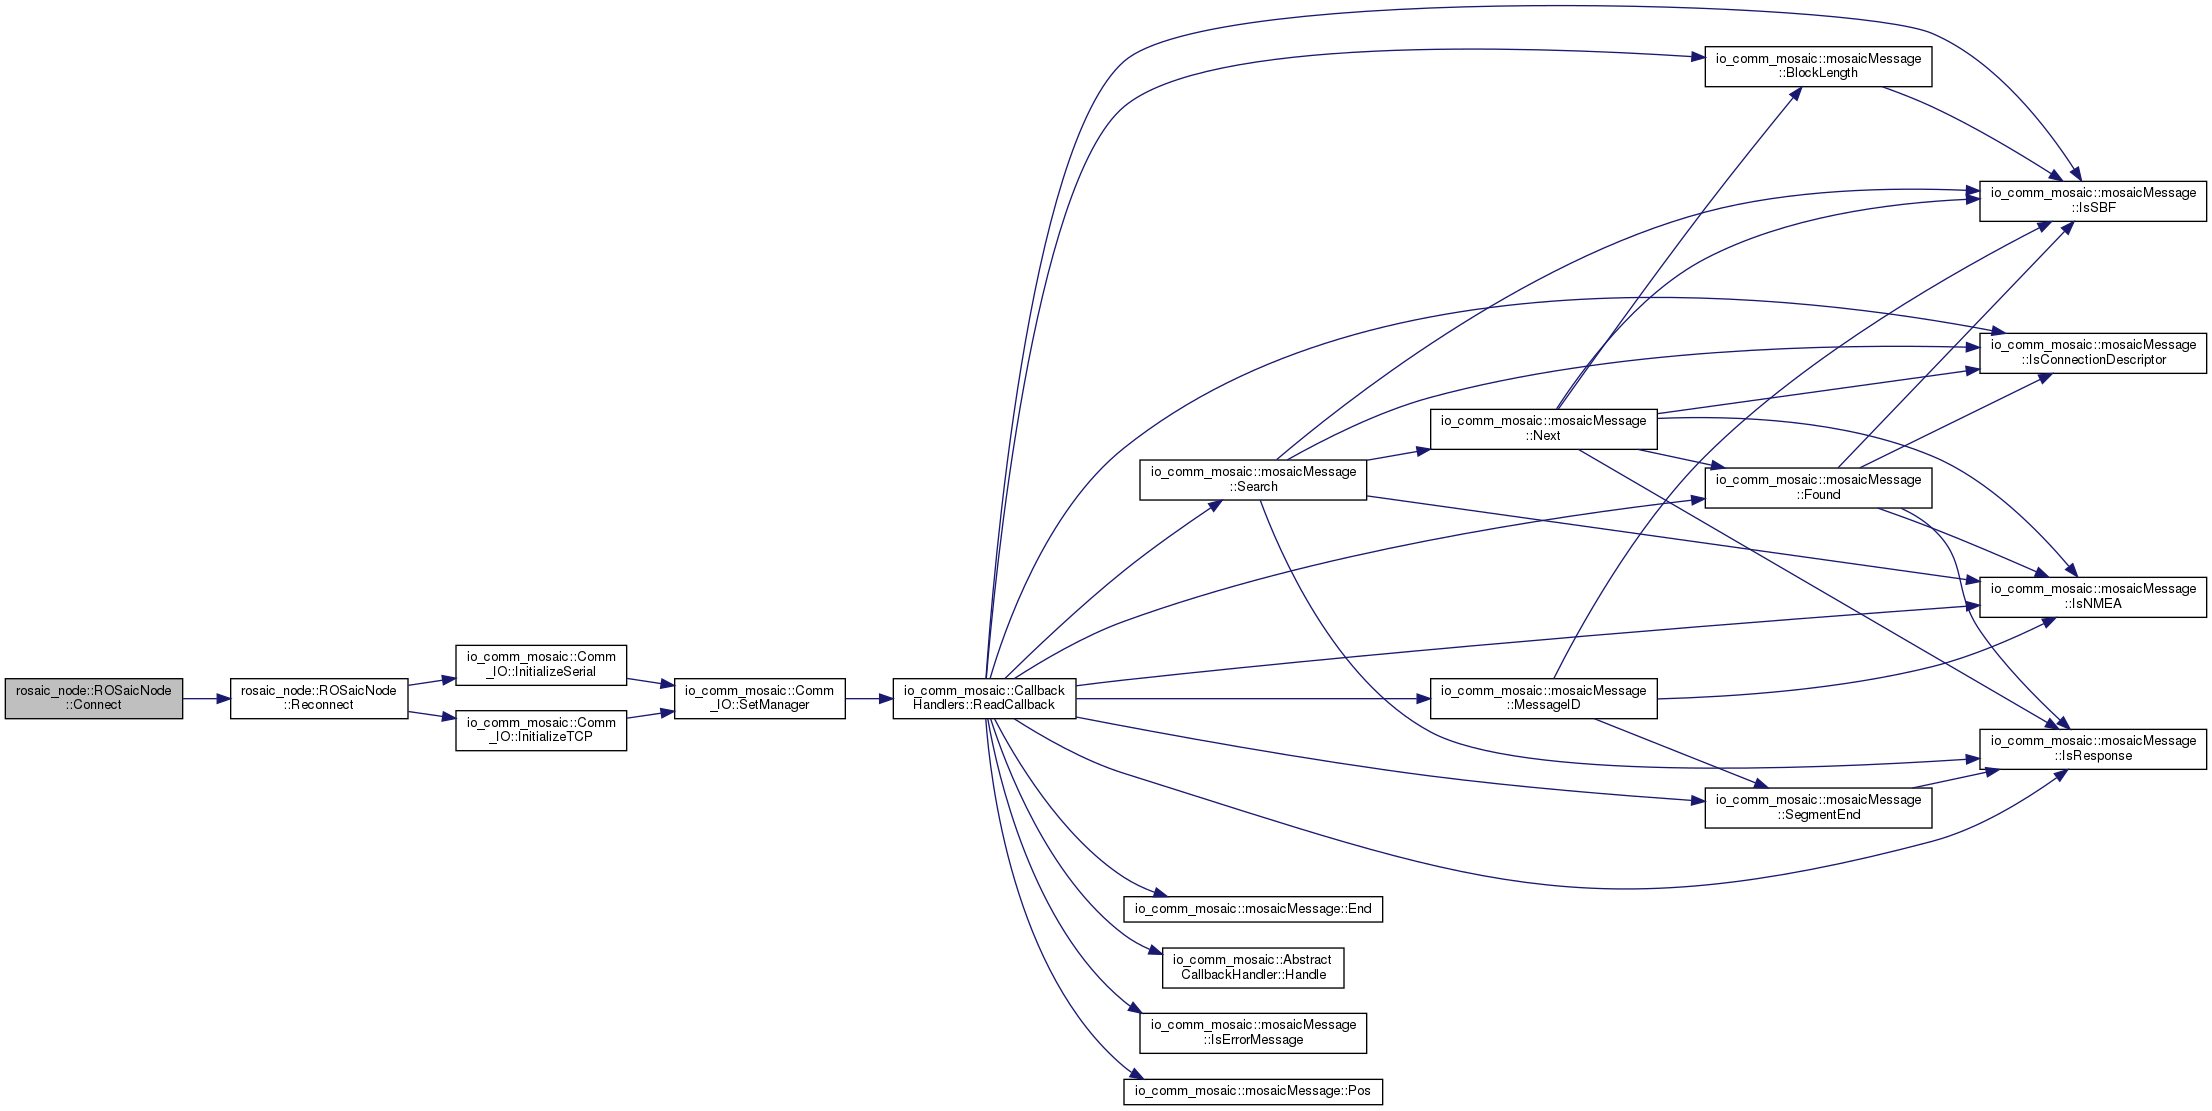 rosaic_node::ROSaicNode
::Connect
rosaic_node::ROSaicNode
::Reconnect
io_comm_mosaic::Comm
_IO::InitializeSerial
io_comm_mosaic::Comm
_IO::InitializeTCP
io_comm_mosaic::Comm
_IO::SetManager
io_comm_mosaic::Callback
Handlers::ReadCallback
io_comm_mosaic::mosaicMessage
::Search
io_comm_mosaic::mosaicMessage::End
io_comm_mosaic::Abstract
CallbackHandler::Handle
io_comm_mosaic::mosaicMessage
::IsErrorMessage
io_comm_mosaic::mosaicMessage::Pos
io_comm_mosaic::mosaicMessage
::Next
io_comm_mosaic::mosaicMessage
::MessageID
io_comm_mosaic::mosaicMessage
::BlockLength
io_comm_mosaic::mosaicMessage
::Found
io_comm_mosaic::mosaicMessage
::SegmentEnd
io_comm_mosaic::mosaicMessage
::IsSBF
io_comm_mosaic::mosaicMessage
::IsConnectionDescriptor
io_comm_mosaic::mosaicMessage
::IsNMEA
io_comm_mosaic::mosaicMessage
::IsResponse